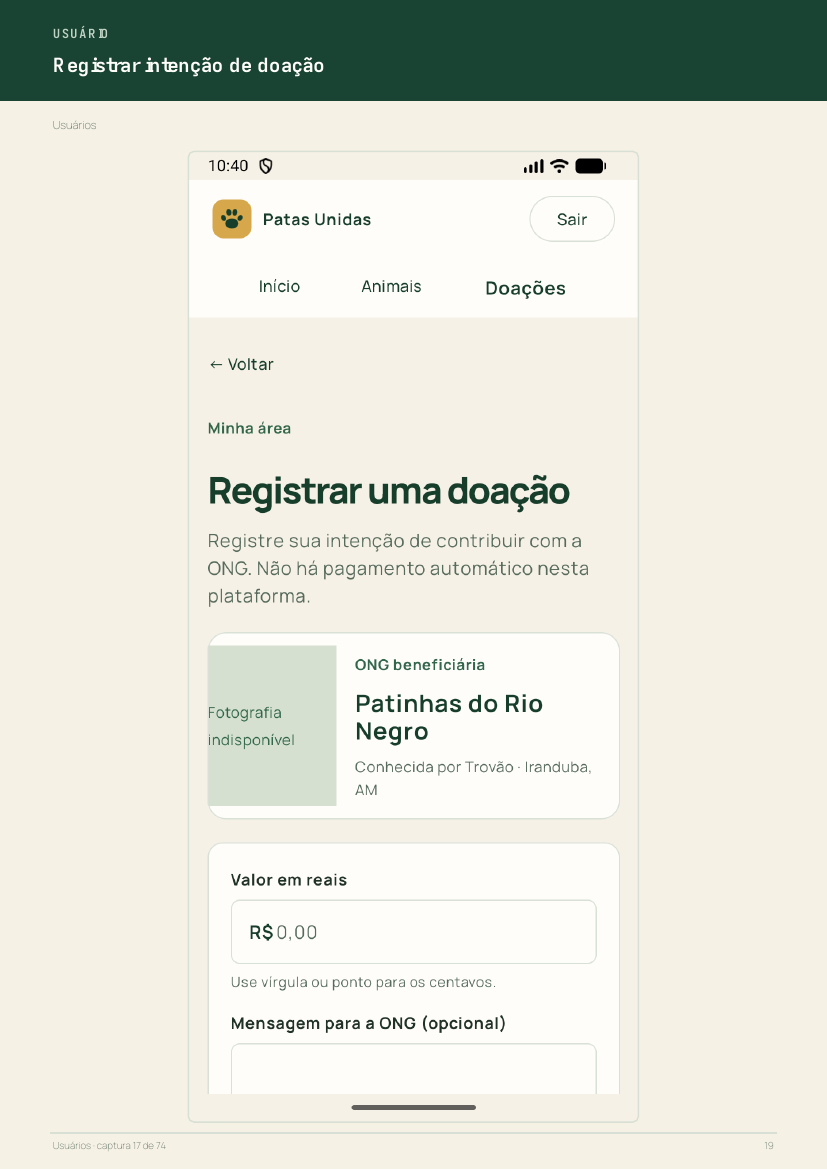 USUÁRIO
Registrar intenção de doação
Usuários
10:40
Patas Unidas
Sair
Início
Animais
Doações
← Voltar
Minha área
Registrar uma doação
Registre sua intenção de contribuir com a
ONG. Não há pagamento automático nesta
plataforma.
Fotografia
indisponível
ONG beneficiária
Patinhas do Rio
Negro
Conhecida por Trovão · Iranduba,
AM
Valor em reais
R$ 0,00
Use vírgula ou ponto para os centavos.
Mensagem para a ONG (opcional)
Usuários · captura 17 de 74
19